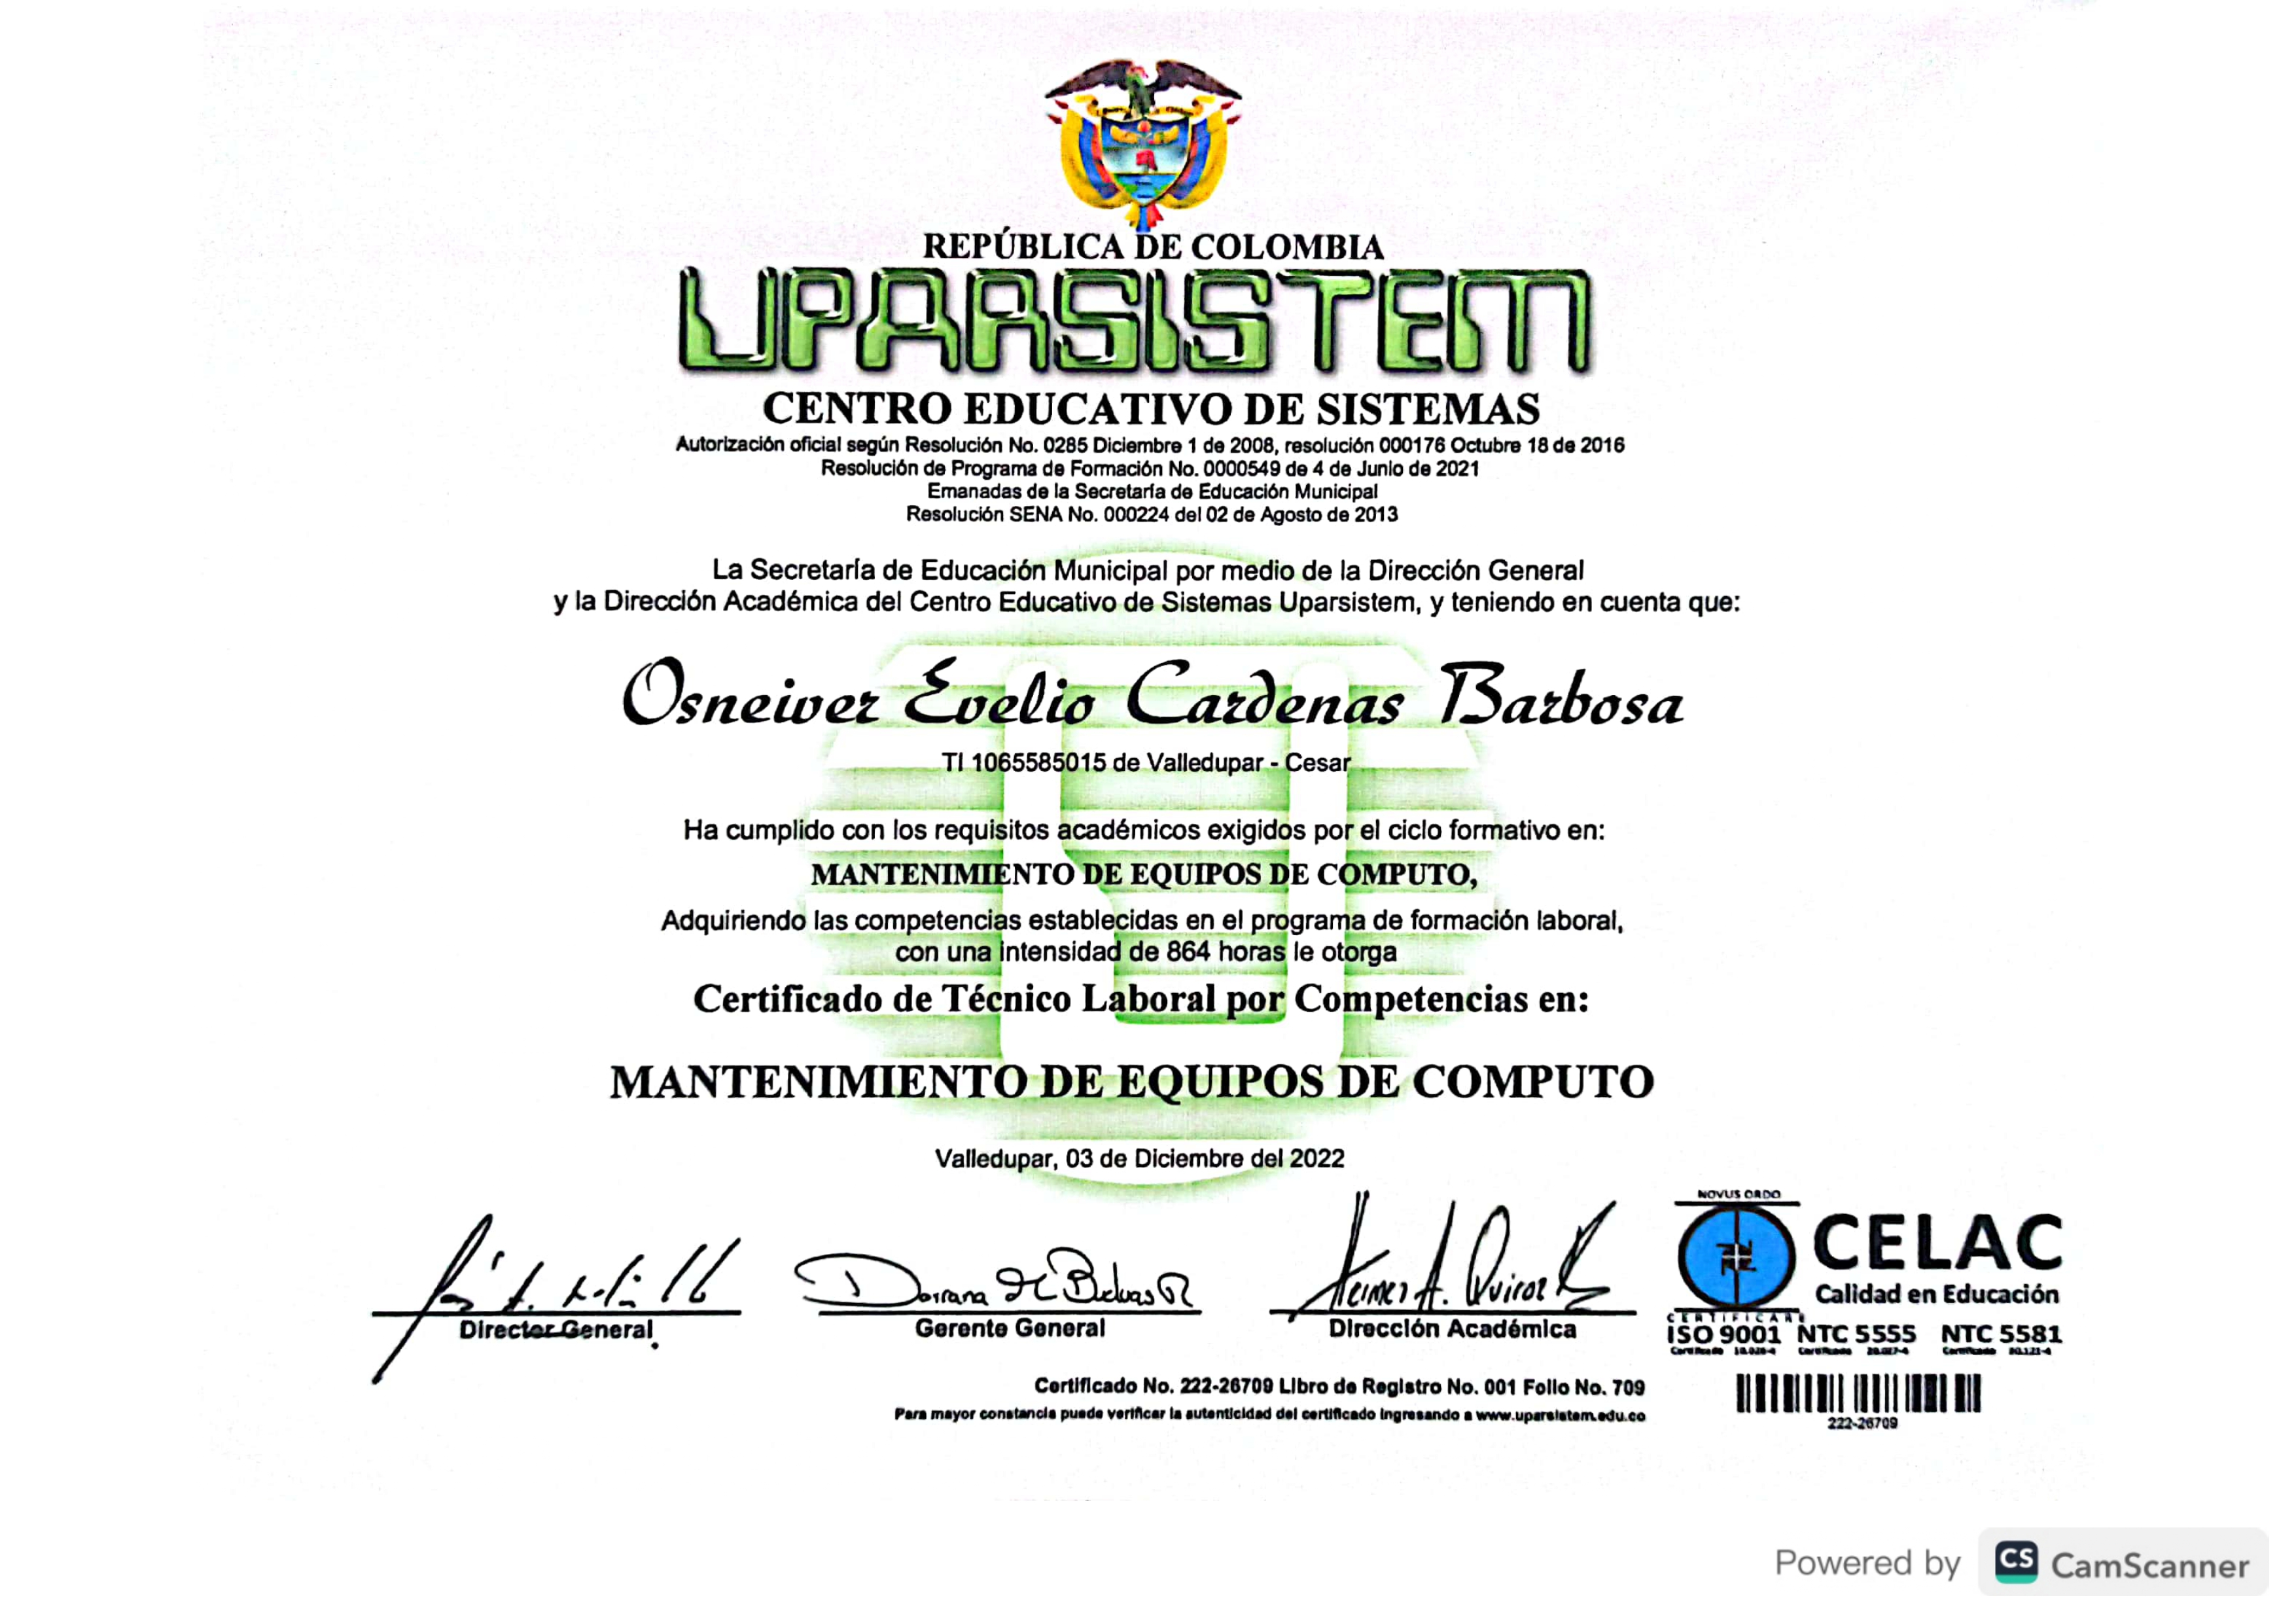 REPÚBLICA DE COLOMBIA
UPARSISTEM
CENTRO EDUCATIVO DE SISTEMAS
Autorización oficial según Resolución No. 0285 Diciembre 1 de 2008, resolución 000176 Octubre 18 de 2016
Resolución de Programa de Formación No. 0000549 de 4 de Junio de 2021
Emanadas de la Secretaría de Educación Municipal
Resolución SENA No. 000224 del 02 de Agosto de 2013
La Secretaría de Educación Municipal por medio de la Dirección General
y la Dirección Académica del Centro Educativo de Sistemas Uparsistem, y teniendo en cuenta que:
Osneiver Evelio Cardenas Barbosa
TI 1065585015 de Valledupar - Cesar
Ha cumplido con los requisitos académicos exigidos por el ciclo formativo en:
MANTENIMIENTO DE EQUIPOS DE COMPUTO,
Adquiriendo las competencias establecidas en el programa de formación laboral,
con una intensidad de 864 horas le otorga
Certificado de Técnico Laboral por Competencias en:
MANTENIMIENTO DE EQUIPOS DE COMPUTO
Valledupar, 03 de Diciembre del 2022
Director General
Gerente General
Dirección Académica
NOVUS ORDO
CELAC
Calidad en Educación
CERTIFICARE
ISO 9001 NTC 5555 NTC 5581
Certificado No. 222-26709 Libro de Registro No. 001 Folio No. 709
Para mayor constancia puede verificar la autenticidad del certificado ingresando a www.uparsistem.edu.co
222-26709
Powered by CS CamScanner